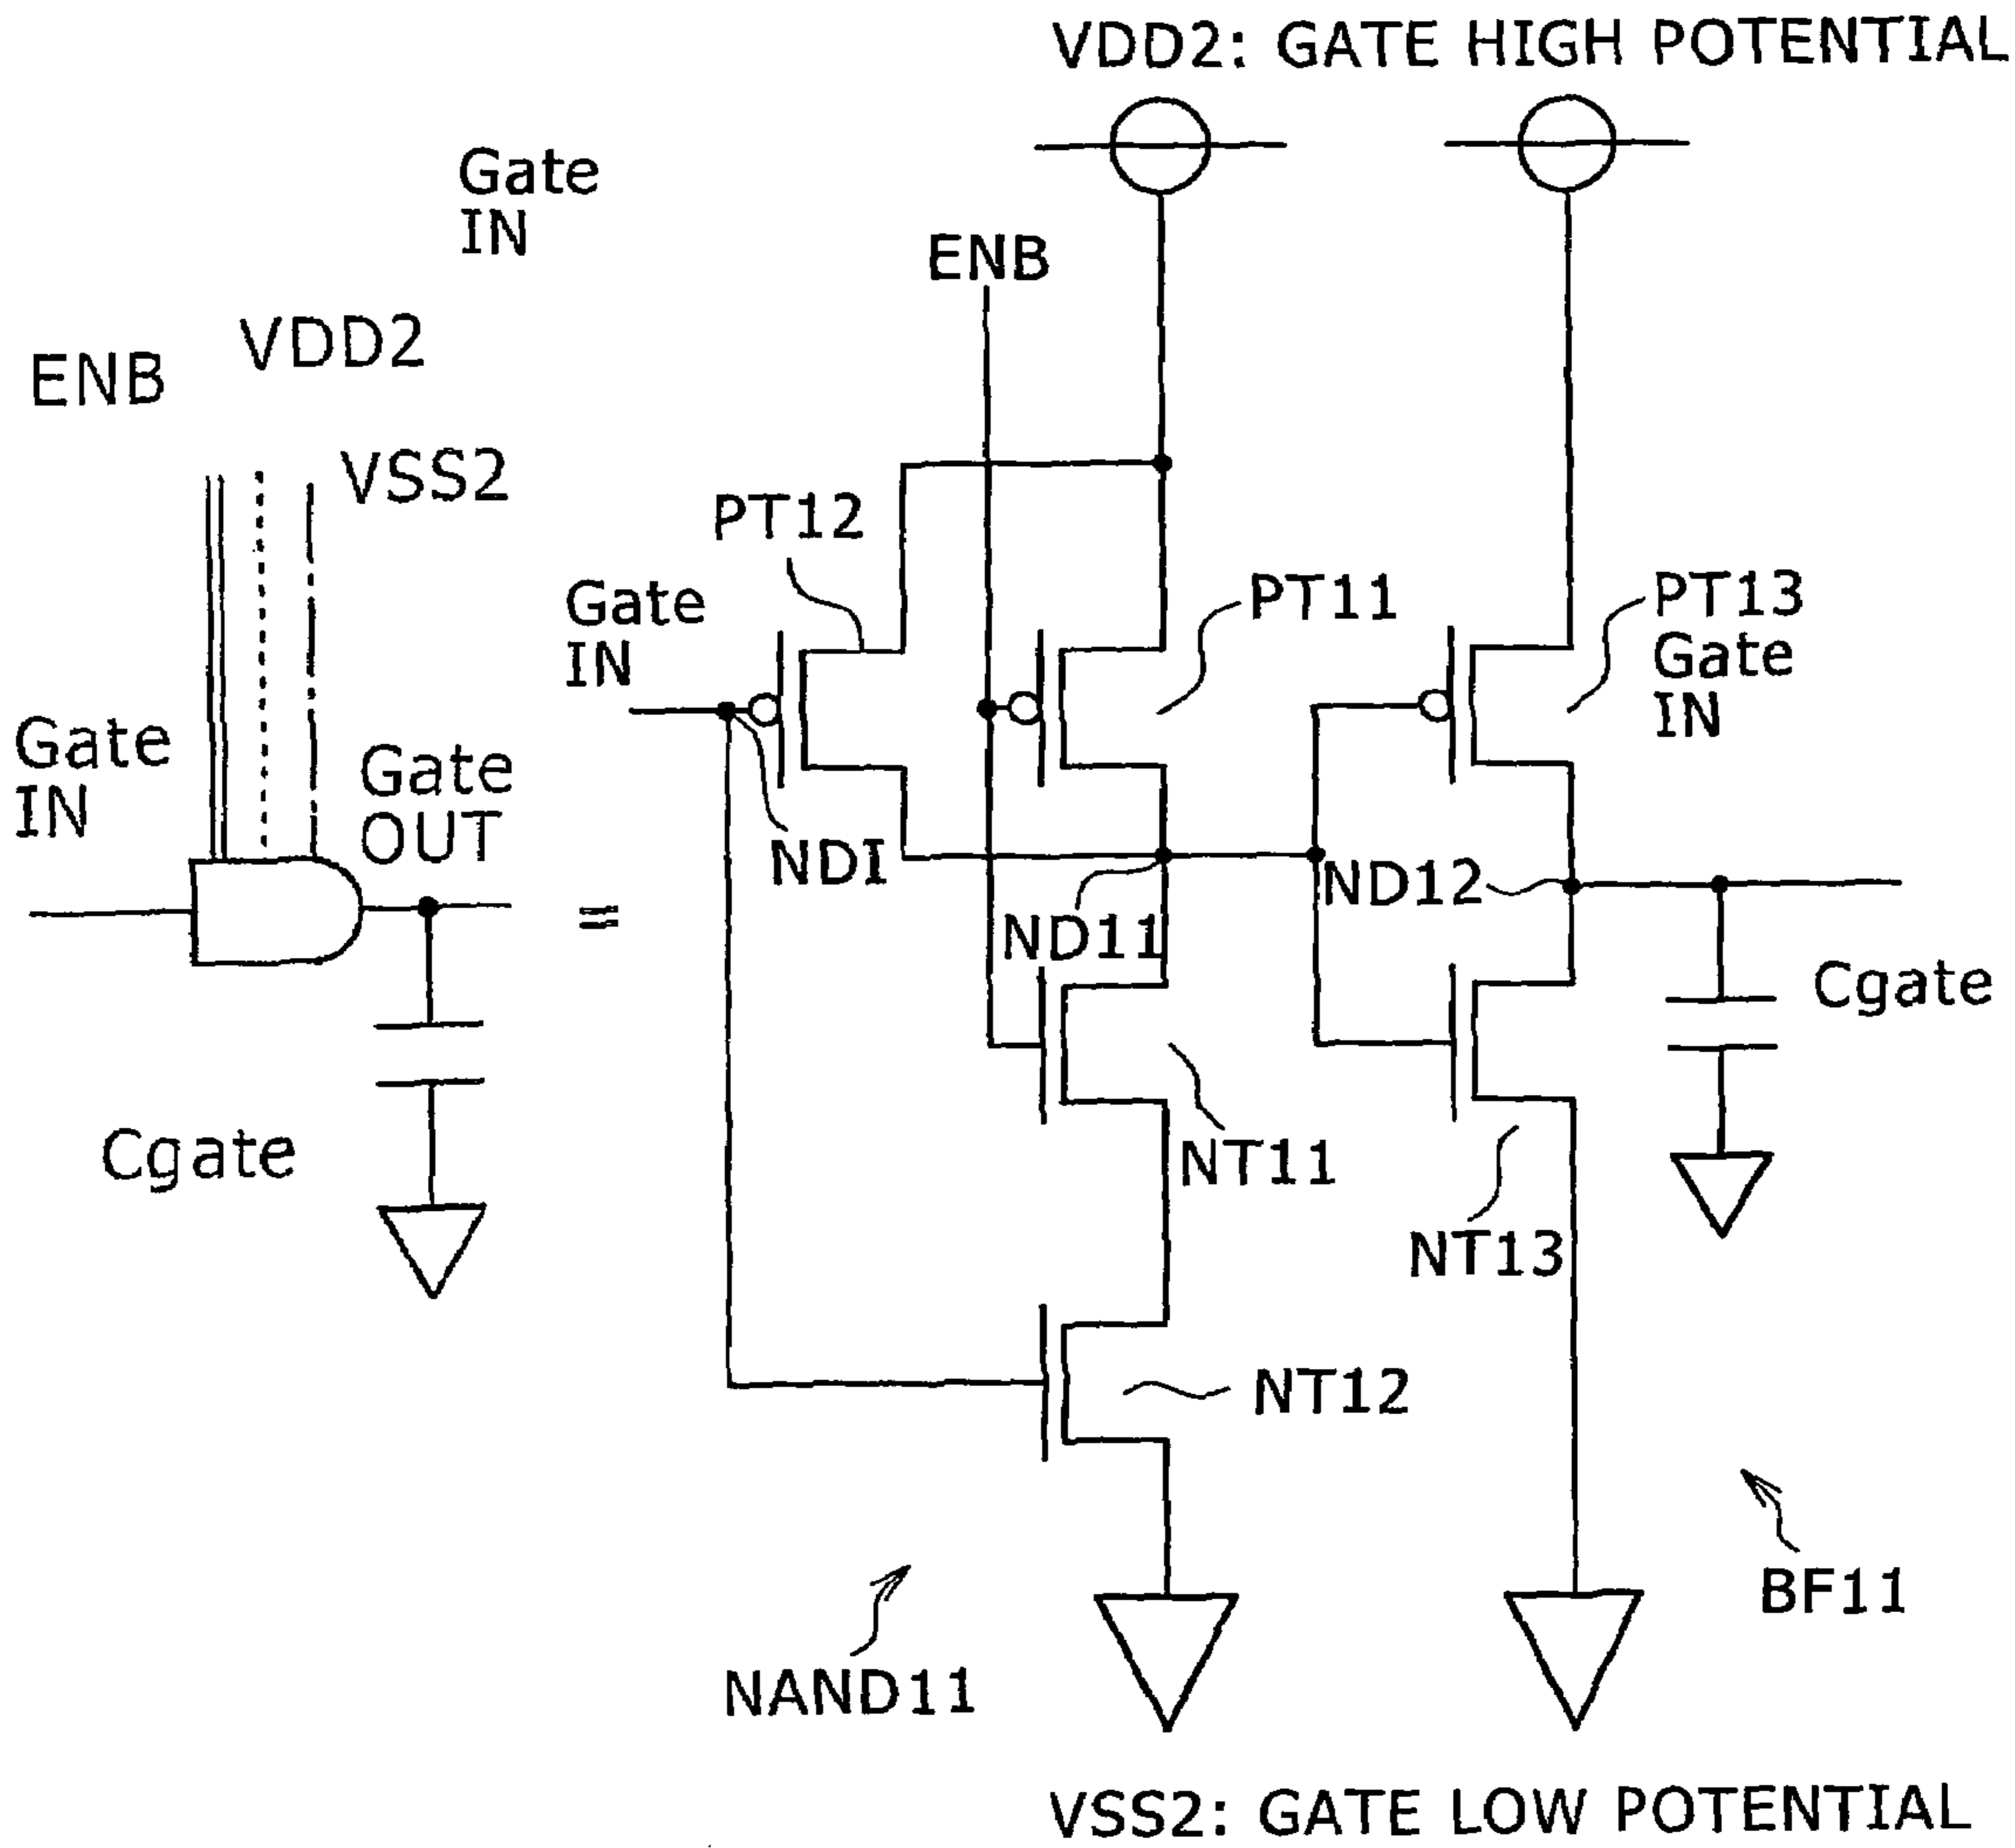 VDD2: GATE HIGH POTENTIAL
Gate
IN
ENB
VDD2
ENB
VSS2
PT12
Gate
IN
PT11
PT13
Gate
IN
Gate
IN
Gate
OUT
NDI
ND12
ND11
Cgate
Cgate
=
NT11
NT13
NT12
BF11
NAND11
VSS2: GATE LOW POTENTIAL